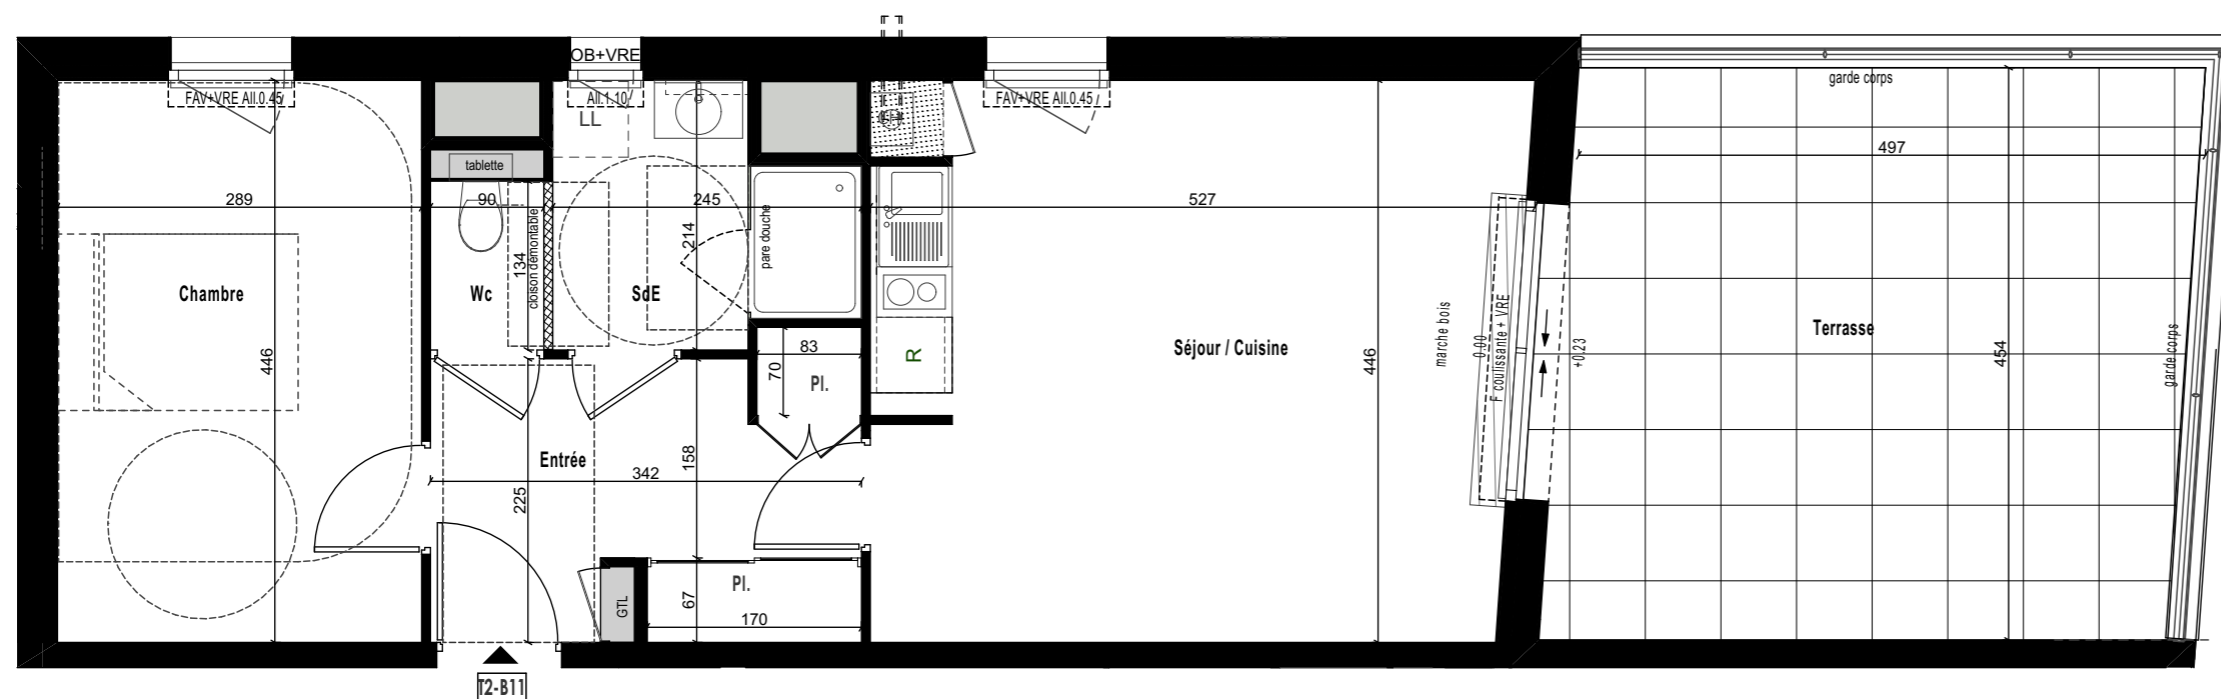 OB+VRE
FAV+VRE All.0.45
All.1.10
LL
FAV+VRE All.0.45
garde corps
tablette
497
289
90
245
527
cloison démontable
134
214
pare douche
Chambre
Wc
SdE
Séjour / Cuisine
Terrasse
446
83
70
Pl.
R
446
marche bois
0.00
F coulissante + VRE
+0.23
454
garde corps
Entrée
342
158
225
GTL
Pl.
67
170
T2-B11